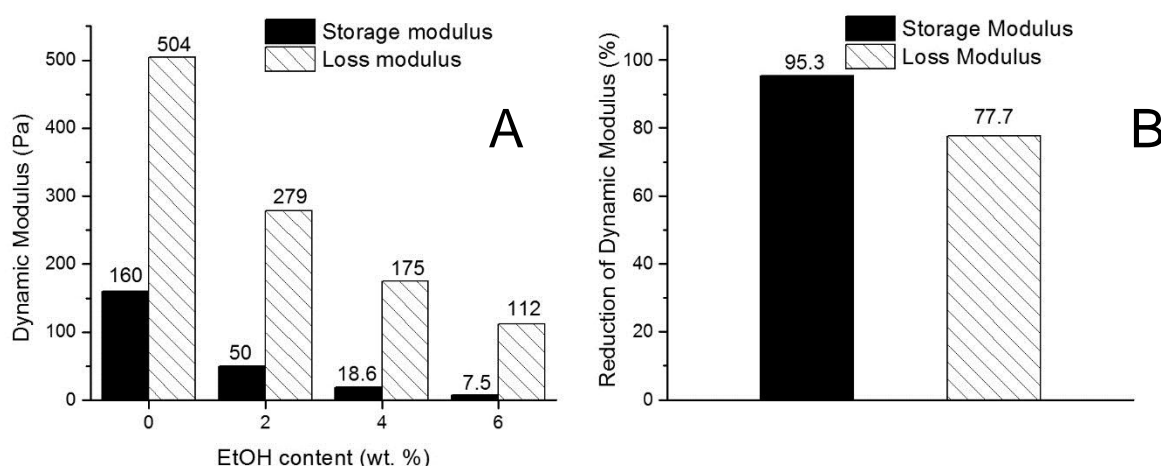 Storage modulus
Loss modulus
A
Dynamic Modulus (Pa)
500
400
300
200
100
0
504
160
279
50
175
18.6
112
7.5
0 2 4 6
EtOH content (wt. %)
Storage Modulus
Loss Modulus
B
Reduction of Dynamic Modulus (%)
100
80
60
40
20
0
95.3
77.7